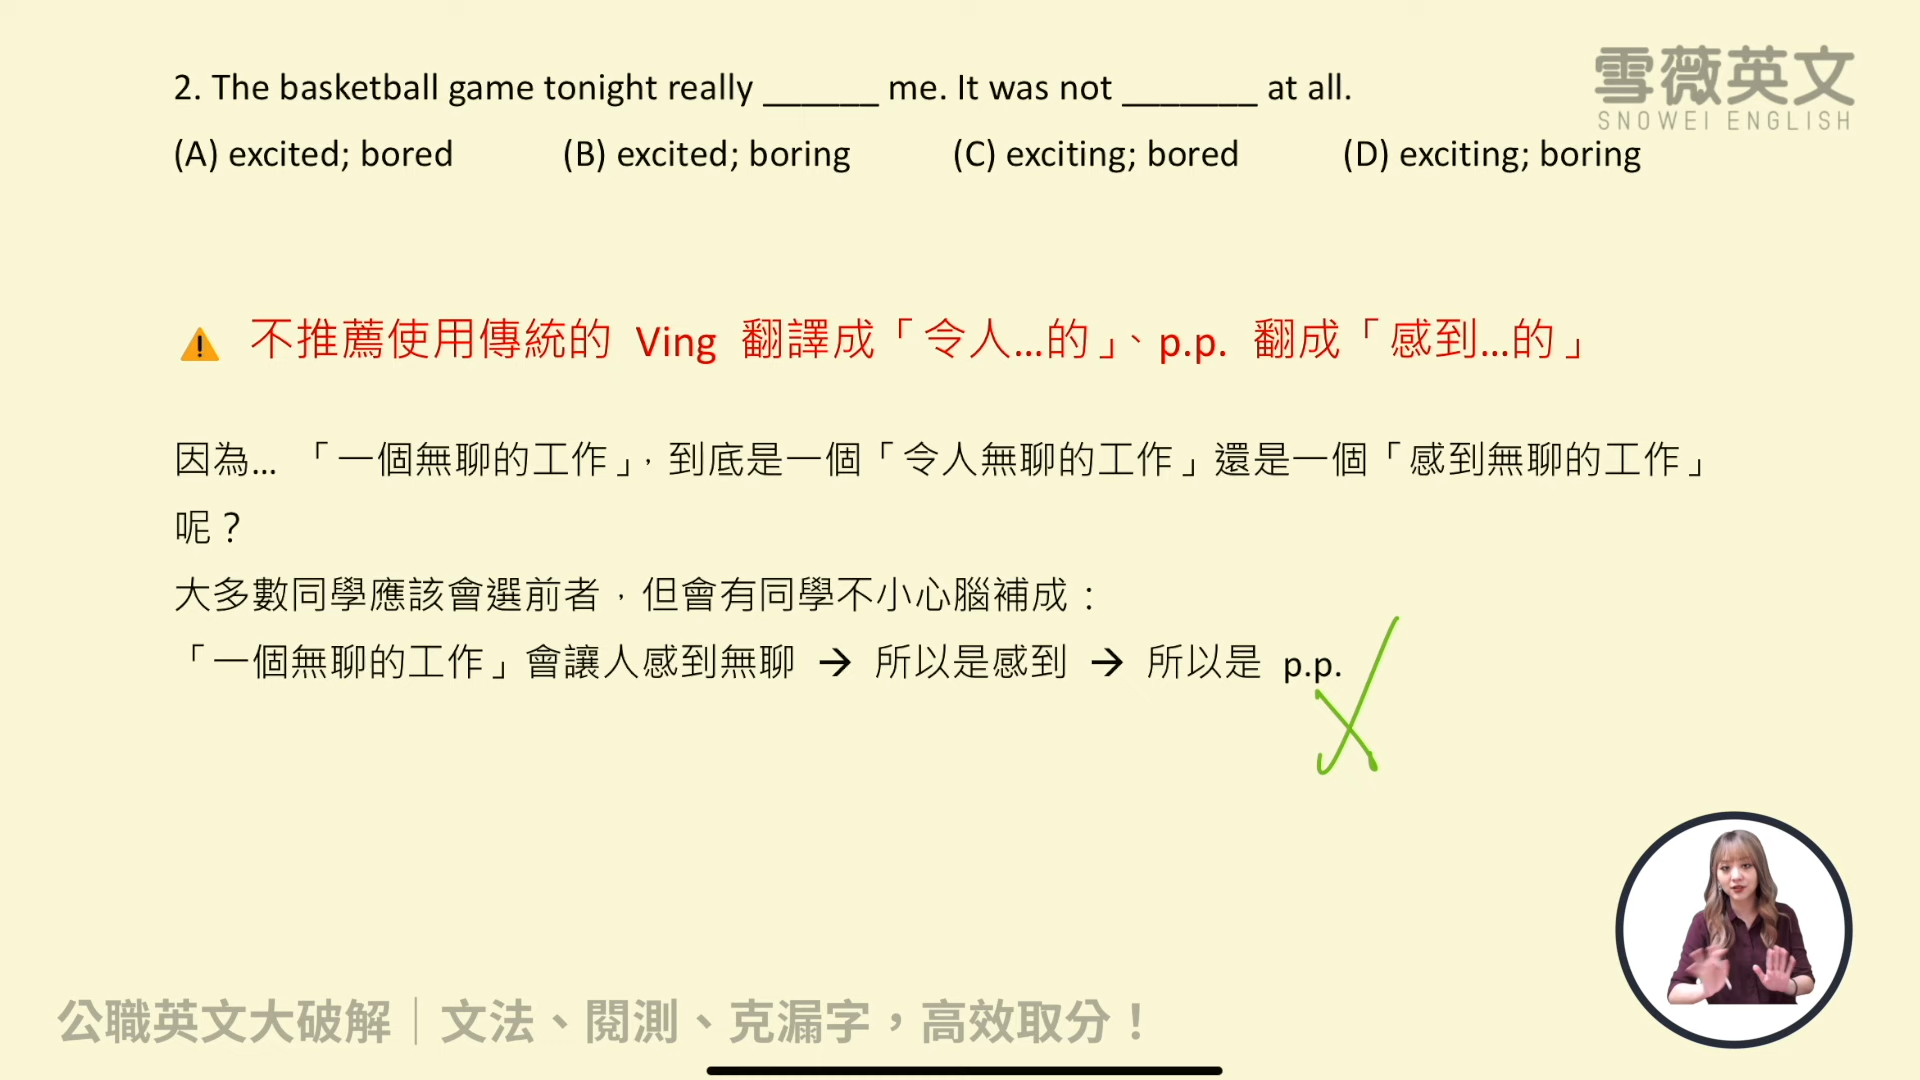 2. The basketball game tonight really ______ me. It was not _______ at all.
(A) excited; bored (B) excited; boring (C) exciting; bored (D) exciting; boring
雪薇英文
SNOWEI ENGLISH
⚠ 不推薦使用傳統的 Ving 翻譯成「令人...的」、p.p. 翻成「感到...的」
因為... 「一個無聊的工作」，到底是一個「令人無聊的工作」還是一個「感到無聊的工作」
呢？
大多數同學應該會選前者，但會有同學不小心腦補成：
「一個無聊的工作」會讓人感到無聊 → 所以是感到 → 所以是 p.p.
公職英文大破解｜文法、閱測、克漏字，高效取分！